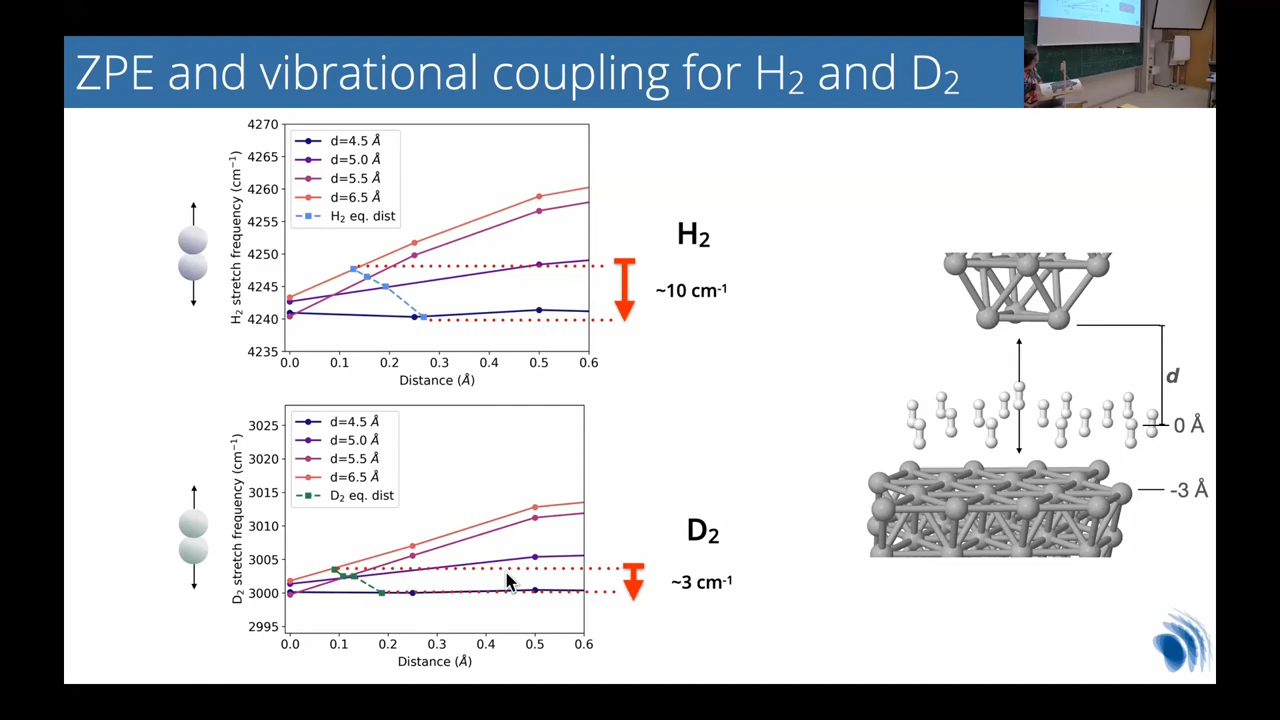 ZPE and vibrational coupling for H₂ and D₂
4270
4265
4260
4255
4250
4245
4240
4235
H₂ stretch frequency (cm⁻¹)
d=4.5 Å
d=5.0 Å
d=5.5 Å
d=6.5 Å
H₂ eq. dist
0.0 0.1 0.2 0.3 0.4 0.5 0.6
Distance (Å)
H₂
~10 cm⁻¹
3025
3020
3015
3010
3005
3000
2995
D₂ stretch frequency (cm⁻¹)
d=4.5 Å
d=5.0 Å
d=5.5 Å
d=6.5 Å
D₂ eq. dist
0.0 0.1 0.2 0.3 0.4 0.5 0.6
Distance (Å)
D₂
~3 cm⁻¹
d
0 Å
-3 Å